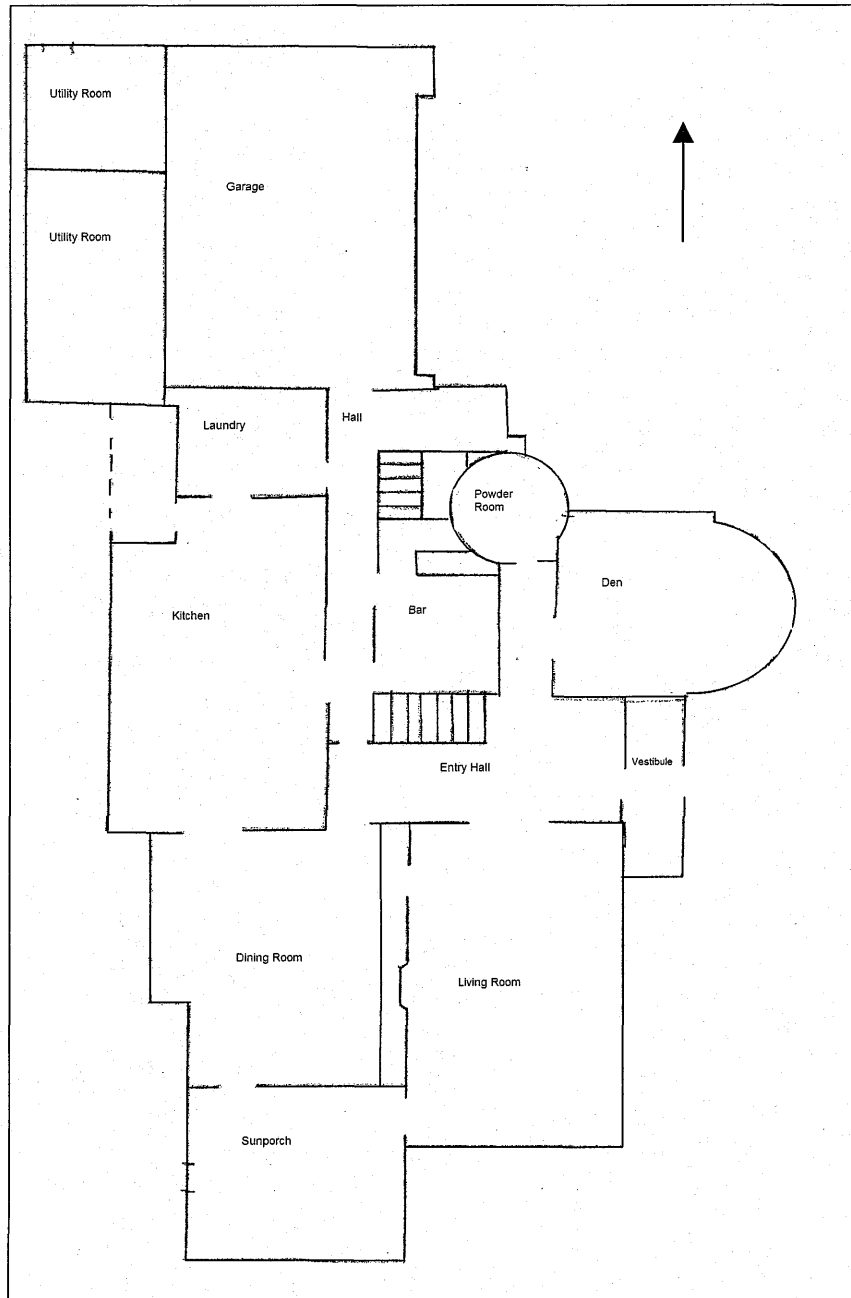 Utility Room
Garage
Utility Room
Laundry
Hall
Powder
Room
Den
Bar
Kitchen
Vestibule
Entry Hall
Dining Room
Living Room
Sunporch